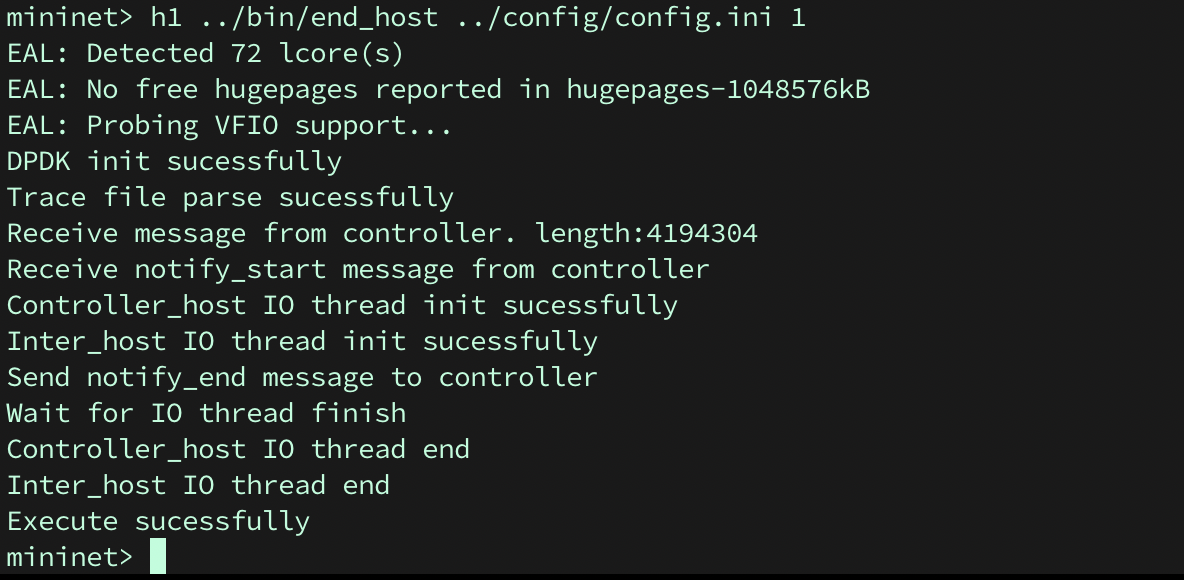 mininet> h1 ../bin/end_host ../config/config.ini 1
EAL: Detected 72 lcore(s)
EAL: No free hugepages reported in hugepages-1048576kB
EAL: Probing VFIO support...
DPDK init sucessfully
Trace file parse sucessfully
Receive message from controller. length:4194304
Receive notify_start message from controller
Controller_host IO thread init sucessfully
Inter_host IO thread init sucessfully
Send notify_end message to controller
Wait for IO thread finish
Controller_host IO thread end
Inter_host IO thread end
Execute sucessfully
mininet>